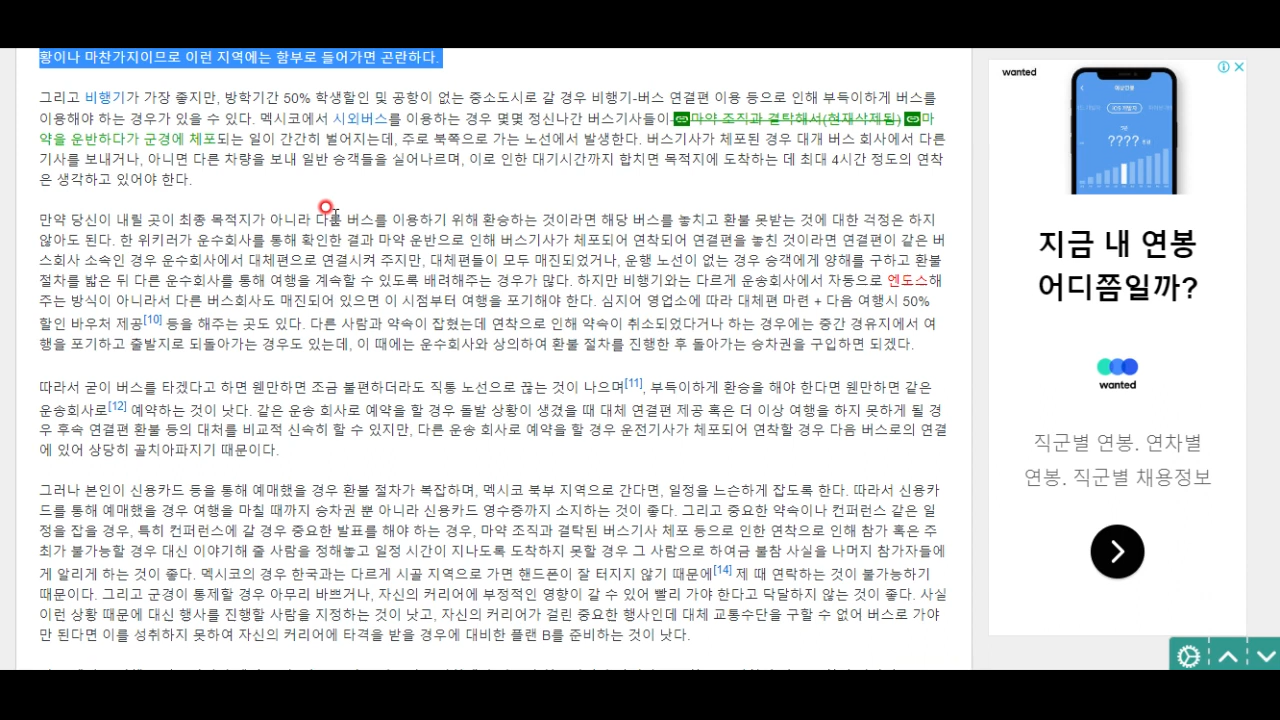 황이나 마찬가지이므로 이런 지역에는 함부로 들어가면 곤란하다.
그리고 비행기가 가장 좋지만, 방학기간 50% 학생할인 및 공항이 없는 중소도시로 갈 경우 비행기-버스 연결편 이용 등으로 인해 부득이하게 버스를
이용해야 하는 경우가 있을 수 있다. 멕시코에서 시외버스를 운행하는 경우 몇몇 정신나간 버스기사들이 마약 조직과 결탁해서(현재삭제됨) 마
약을 운반하다가 군경에 체포되는 일이 간간히 벌어지는데, 주로 북쪽으로 가는 노선에서 발생한다. 버스기사가 체포된 경우 대개 버스 회사에서 다른
기사를 보내거나, 아니면 다른 차량을 보내 일반 승객들을 실어나르며, 이로 인한 대기시간까지 합치면 목적지에 도착하는 데 최대 4시간 정도의 연착
은 생각하고 있어야 한다.
만약 당신이 내릴 곳이 최종 목적지가 아니라 다른 버스를 이용하기 위해 환승하는 것이라면 해당 버스를 놓치고 환불 못받는 것에 대한 걱정은 하지
않아도 된다. 한 위키러가 운수회사를 통해 확인한 결과 마약 운반으로 인해 버스기사가 체포되어 연착되어 연결편을 놓친 것이라면 연결편이 같은 버
스회사 소속인 경우 운수회사에서 대체편으로 연결시켜주지만, 대체편들이 모두 매진되었거나, 운행 노선이 없는 경우 승객에게 양해를 구하고 환불
절차를 밟은 뒤 다른 운수회사를 통해 여행을 계속할 수 있도록 배려해주는 경우가 많다. 하지만 비행기와는 다르게 운송회사에서 자동으로 엔도스해
주는 방식이 아니라서 다른 버스회사도 매진되어 있으면 이 시점부터 여행을 포기해야 한다. 심지어 영업소에 따라 대체편 마련 + 다음 여행시 50%
할인 바우처 제공[10] 등을 해주는 곳도 있다. 다른 사람과 약속이 잡혔는데 연착으로 인해 약속이 취소되었다거나 하는 경우에는 중간 경유지에서 여
행을 포기하고 출발지로 되돌아가는 경우도 있는데, 이 때에는 운수회사와 상의하여 환불 절차를 진행한 후 돌아가는 승차권을 구입하면 되겠다.
따라서 굳이 버스를 타겠다고 하면 웬만하면 조금 불편하더라도 직통 노선으로 끊는 것이 나으며[11], 부득이하게 환승을 해야 한다면 웬만하면 같은
운송회사로[12] 예약하는 것이 낫다. 같은 운송 회사로 예약을 할 경우 돌발 상황이 생겼을 때 대체 연결편 제공 혹은 더 이상 여행을 하지 못하게 될 경
우 후속 연결편 환불 등의 대처를 비교적 신속히 할 수 있지만, 다른 운송 회사로 예약을 할 경우 운전기사가 체포되어 연착할 경우 다음 버스로의 연결
에 있어 상당히 골치아파지기 때문이다.
그러나 본인이 신용카드 등을 통해 예매했을 경우 환불 절차가 복잡하며, 멕시코 북부 지역으로 간다면, 일정을 느슨하게 잡도록 한다. 따라서 신용카
드를 통해 예매했을 경우 여행을 마칠 때까지 승차권 뿐 아니라 신용카드 영수증까지 소지하는 것이 좋다. 그리고 중요한 약속이나 컨퍼런스 같은 일
정을 잡을 경우, 특히 컨퍼런스에 갈 경우 중요한 발표를 해야 하는 경우, 마약 조직과 결탁된 버스기사 체포 등으로 인한 연착으로 인해 참가 혹은 주
최가 불가능할 경우 대신 이야기해 줄 사람을 정해놓고 일정 시간이 지나도록 도착하지 못할 경우 그 사람으로 하여금 불참 사실을 나머지 참가자들에
게 알리게 하는 것이 좋다. 멕시코의 경우 한국과는 다르게 시골 지역으로 가면 핸드폰이 잘 터지지 않기 때문에[14] 제 때 연락하는 것이 불가능하기
때문이다. 그리고 군경이 통제할 경우 아무리 바쁘거나, 자신의 커리어에 부정적인 영향이 갈 수 있어 빨리 가야 한다고 닥달하지 않는 것이 좋다. 사실
이런 상황 때문에 대신 행사를 진행할 사람을 지정하는 것이 낫고, 자신의 커리어가 걸린 중요한 행사인데 대체 교통수단을 구할 수 없어 버스로 가야
만 된다면 이를 성취하지 못하여 자신의 커리어에 타격을 받을 경우에 대비한 플랜 B를 준비하는 것이 낫다.
wanted
????
지금 내 연봉
어디쯤일까?
wanted
직군별 연봉. 연차별
연봉. 직군별 채용정보